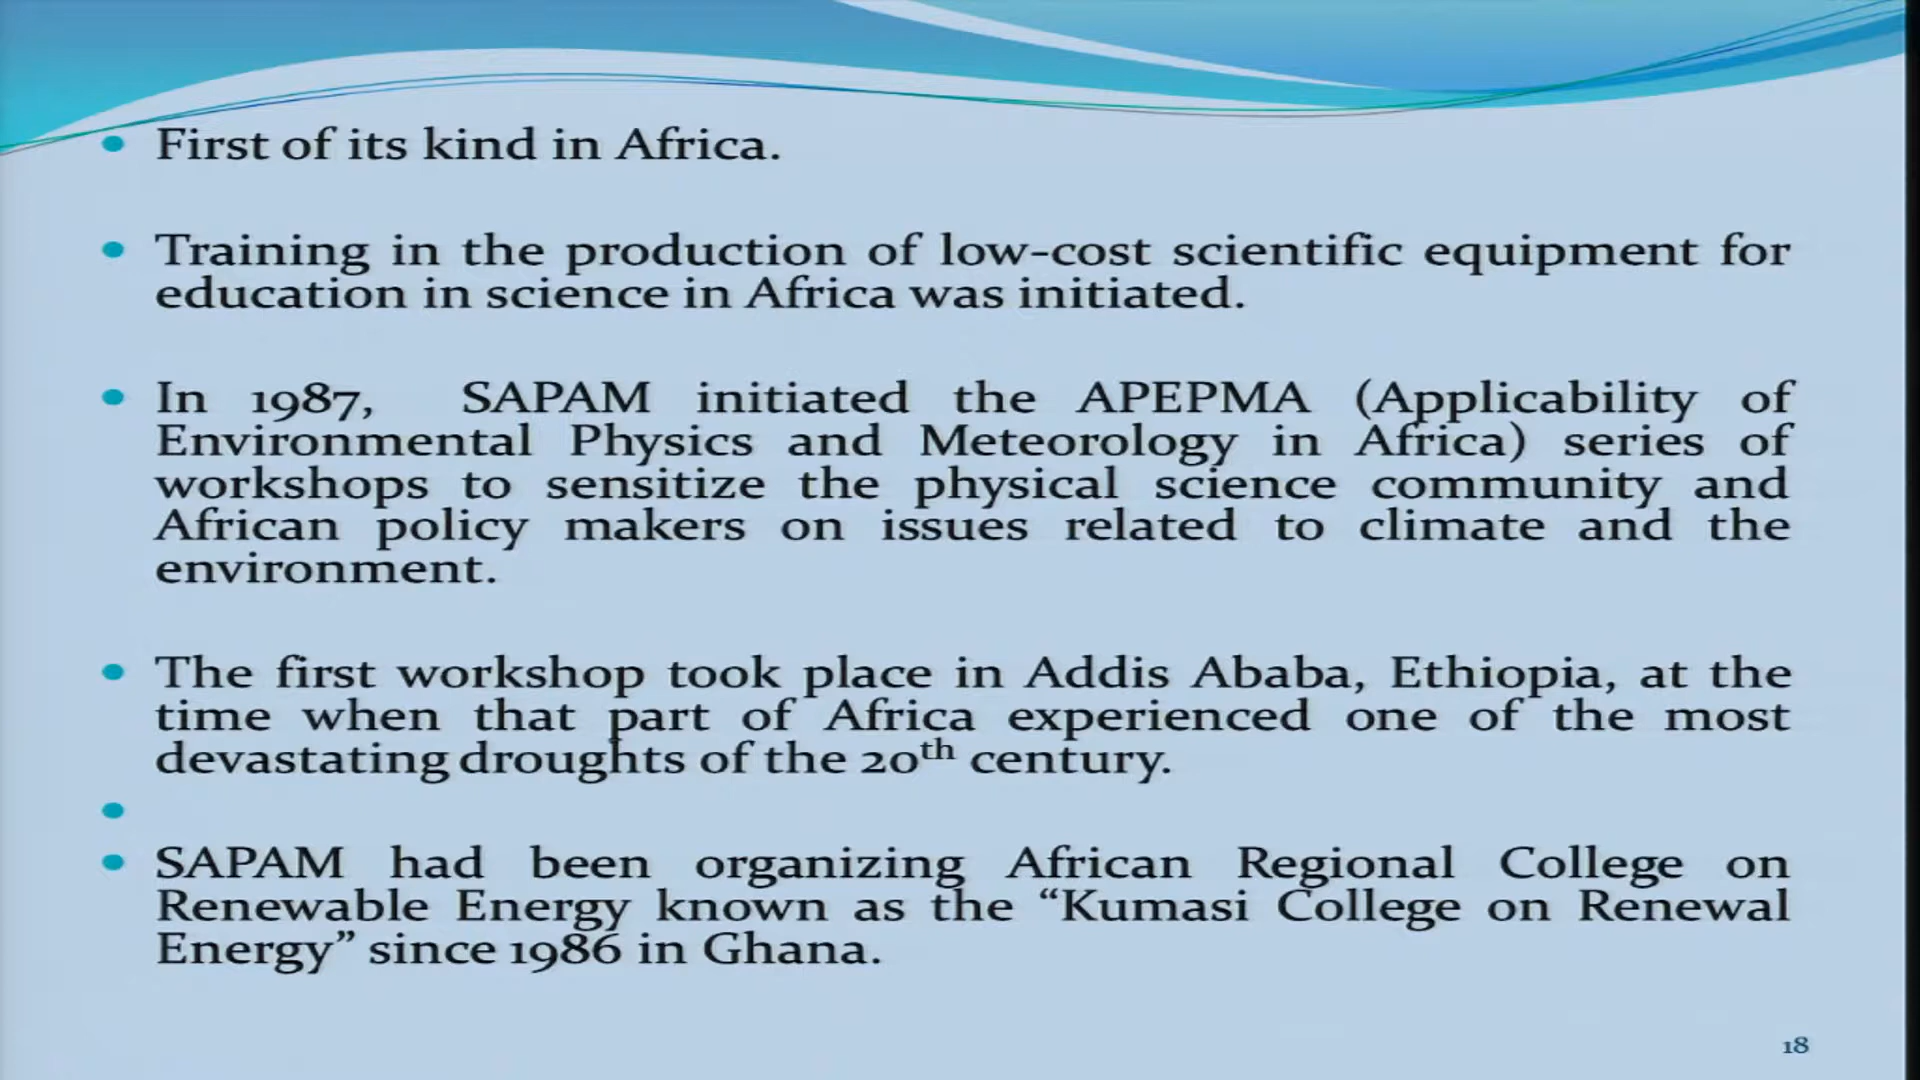 • First of its kind in Africa.
• Training in the production of low-cost scientific equipment for
education in science in Africa was initiated.
• In 1987, SAPAM initiated the APEPMA (Applicability of
Environmental Physics and Meteorology in Africa) series of
workshops to sensitize the physical science community and
African policy makers on issues related to climate and the
environment.
• The first workshop took place in Addis Ababa, Ethiopia, at the
time when that part of Africa experienced one of the most
devastating droughts of the 20th century.
•
• SAPAM had been organizing African Regional College on
Renewable Energy known as the “Kumasi College on Renewal
Energy” since 1986 in Ghana.
18